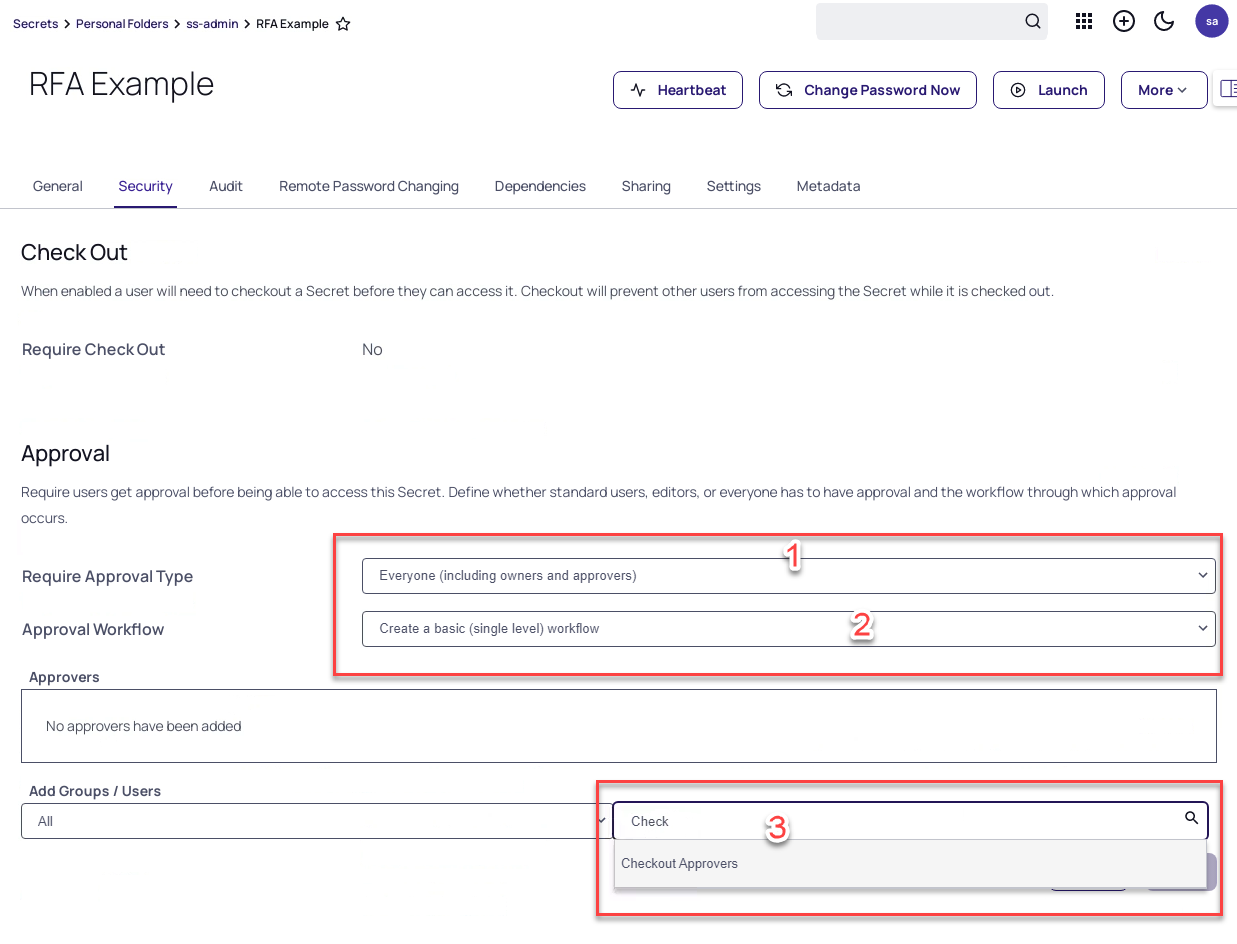 Secrets > Personal Folders > ss-admin > RFA Example
sa
RFA Example
Heartbeat Change Password Now Launch More
General Security Audit Remote Password Changing Dependencies Sharing Settings Metadata
Check Out
When enabled a user will need to checkout a Secret before they can access it. Checkout will prevent other users from accessing the Secret while it is checked out.
Require Check Out No
Approval
Require users get approval before being able to access this Secret. Define whether standard users, editors, or everyone has to have approval and the workflow through which approval
occurs.
1
Require Approval Type Everyone (including owners and approvers)
Approval Workflow Create a basic (single level) workflow 2
Approvers
No approvers have been added
Add Groups / Users
All Check 3
Checkout Approvers